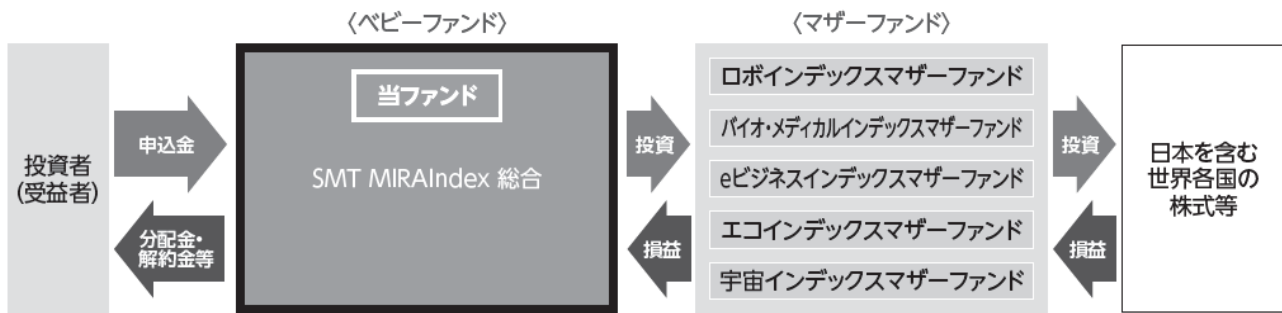 〈ベビーファンド〉
〈マザーファンド〉
投資者
(受益者)
申込金
分配金・
解約金等
当ファンド
SMT MIRAIndex 総合
投資
損益
ロボインデックスマザーファンド
バイオ・メディカルインデックスマザーファンド
eビジネスインデックスマザーファンド
エコインデックスマザーファンド
宇宙インデックスマザーファンド
投資
損益
日本を含む
世界各国の
株式等